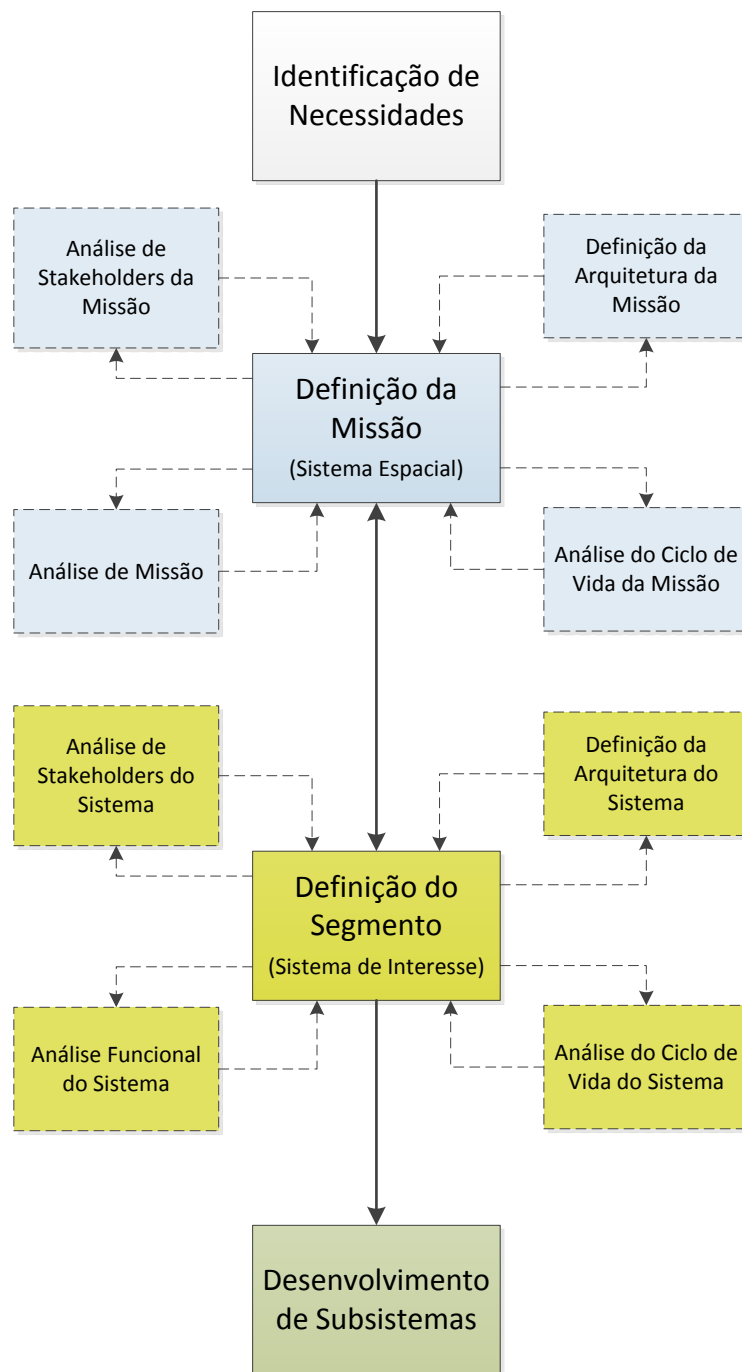 Identificação de
Necessidades
Análise de
Stakeholders da
Missão
Definição da
Arquitetura da
Missão
Definição da
Missão
(Sistema Espacial)
Análise de Missão
Análise do Ciclo de
Vida da Missão
Análise de
Stakeholders do
Sistema
Definição da
Arquitetura do
Sistema
Definição do
Segmento
(Sistema de Interesse)
Análise Funcional
do Sistema
Análise do Ciclo de
Vida do Sistema
Desenvolvimento
de Subsistemas